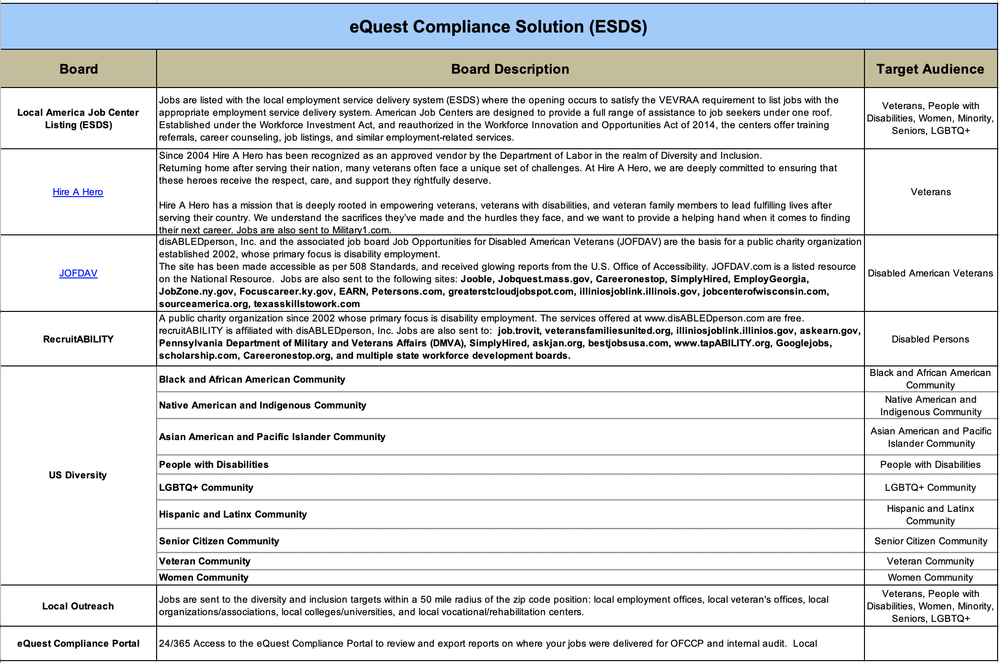 eQuest Compliance Solution (ESDS)
Board
Board Description
Target Audience
Local America Job Center
Listing (ESDS)
Jobs are listed with the local employment service delivery system (ESDS) where the opening occurs to satisfy the VEVRAA requirement to list jobs with the
appropriate employment service delivery system. American Job Centers are designed to provide a full range of assistance to job seekers under one roof.
Established under the Workforce Investment Act, and reauthorized in the Workforce Innovation and Opportunities Act of 2014, the centers offer training
referrals, career counseling, job listings, and similar employment-related services.
Veterans, People with
Disabilities, Women, Minority,
Seniors, LGBTQ+
Hire A Hero
Since 2004 Hire A Hero has been recognized as an approved vendor by the Department of Labor in the realm of Diversity and Inclusion.
Returning home after serving their nation, many veterans often face a unique set of challenges. At Hire A Hero, we are deeply committed to ensuring that
these heroes receive the respect, care, and support they rightfully deserve.
Hire A Hero has a mission that is deeply rooted in empowering veterans, veterans with disabilities, and veteran family members to lead fulfilling lives after
serving their country. We understand the sacrifices they've made and the hurdles they face, and we want to provide a helping hand when it comes to finding
their next career. Jobs are also sent to Military1.com.
Veterans
JOFDAV
disABLEDperson, Inc. and the associated job board Job Opportunities for Disabled American Veterans (JOFDAV) are the basis for a public charity organization
established 2002, whose primary focus is disability employment.
The site has been made accessible as per 508 Standards, and received glowing reports from the U.S. Office of Accessibility. JOFDAV.com is a listed resource
on the National Resource.  Jobs are also sent to the following sites: Jooble, Jobquest.mass.gov, Careeronestop, SimplyHired, EmployGeorgia,
JobZone.ny.gov, Focuscareer.ky.gov, EARN, Petersons.com, greaterstcloudjobspot.com, illiniosjoblink.illinois.gov, jobcenterofwisconsin.com,
sourceamerica.org, texasskillstowork.com
Disabled American Veterans
RecruitABILITY
A public charity organization since 2002 whose primary focus is disability employment. The services offered at www.disABLEDperson.com are free.
recruitABILITY is affiliated with disABLEDperson, Inc. Jobs are also sent to:  job.trovit, veteransfamiliesunited.org, illiniosjoblink.illinios.gov, askearn.gov,
Pennsylvania Department of Military and Veterans Affairs (DMVA), SimplyHired, askjan.org, bestjobsusa.com, www.tapABILITY.org, Googlejobs,
scholarship.com, Careeronestop.org, and multiple state workforce development boards.
Disabled Persons
US Diversity
Black and African American Community
Black and African American
Community
Native American and Indigenous Community
Native American and
Indigenous Community
Asian American and Pacific Islander Community
Asian American and Pacific
Islander Community
People with Disabilities
People with Disabilities
LGBTQ+ Community
LGBTQ+ Community
Hispanic and Latinx Community
Hispanic and Latinx
Community
Senior Citizen Community
Senior Citizen Community
Veteran Community
Veteran Community
Women Community
Women Community
Local Outreach
Jobs are sent to the diversity and inclusion targets within a 50 mile radius of the zip code position: local employment offices, local veteran's offices, local
organizations/associations, local colleges/universities, and local vocational/rehabilitation centers.
Veterans, People with
Disabilities, Women, Minority,
Seniors, LGBTQ+
eQuest Compliance Portal
24/365 Access to the eQuest Compliance Portal to review and export reports on where your jobs were delivered for OFCCP and internal audit.  Local